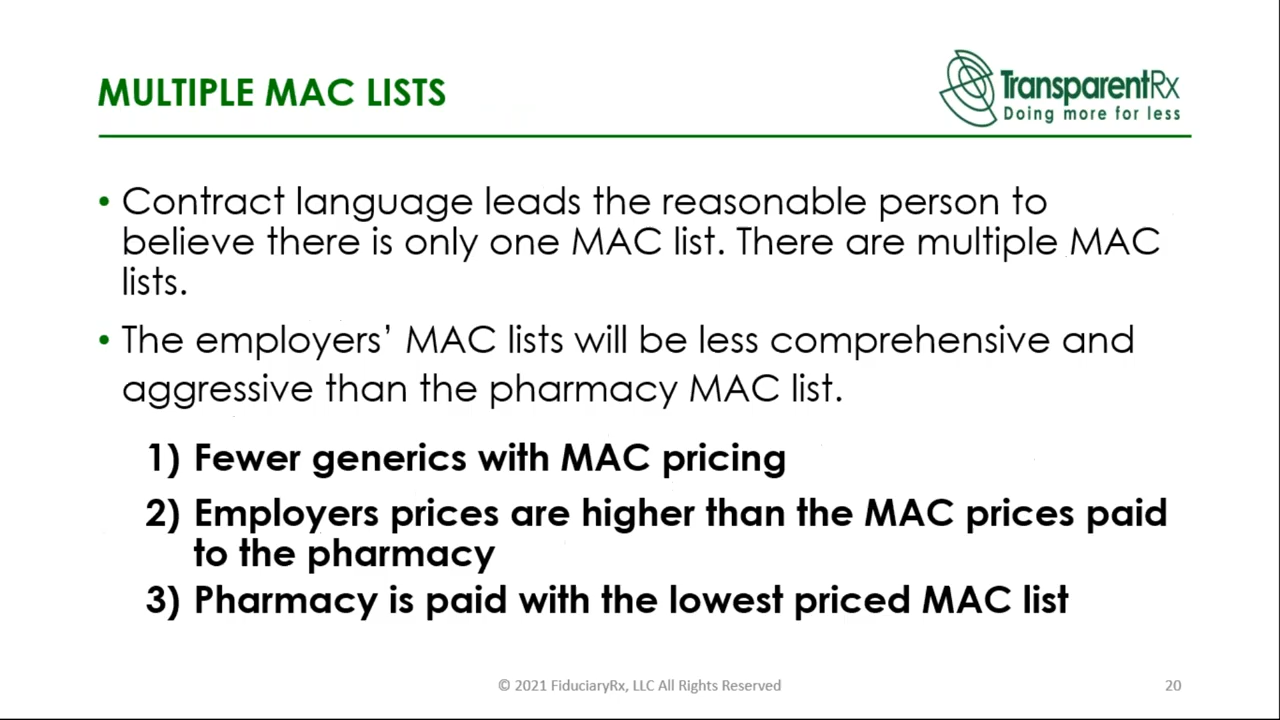 MULTIPLE MAC LISTS
TransparentRx
Doing more for less
• Contract language leads the reasonable person to
believe there is only one MAC list. There are multiple MAC
lists.
• The employers’ MAC lists will be less comprehensive and
aggressive than the pharmacy MAC list.
1) Fewer generics with MAC pricing
2) Employers prices are higher than the MAC prices paid
to the pharmacy
3) Pharmacy is paid with the lowest priced MAC list
© 2021 FiduciaryRx, LLC All Rights Reserved
20